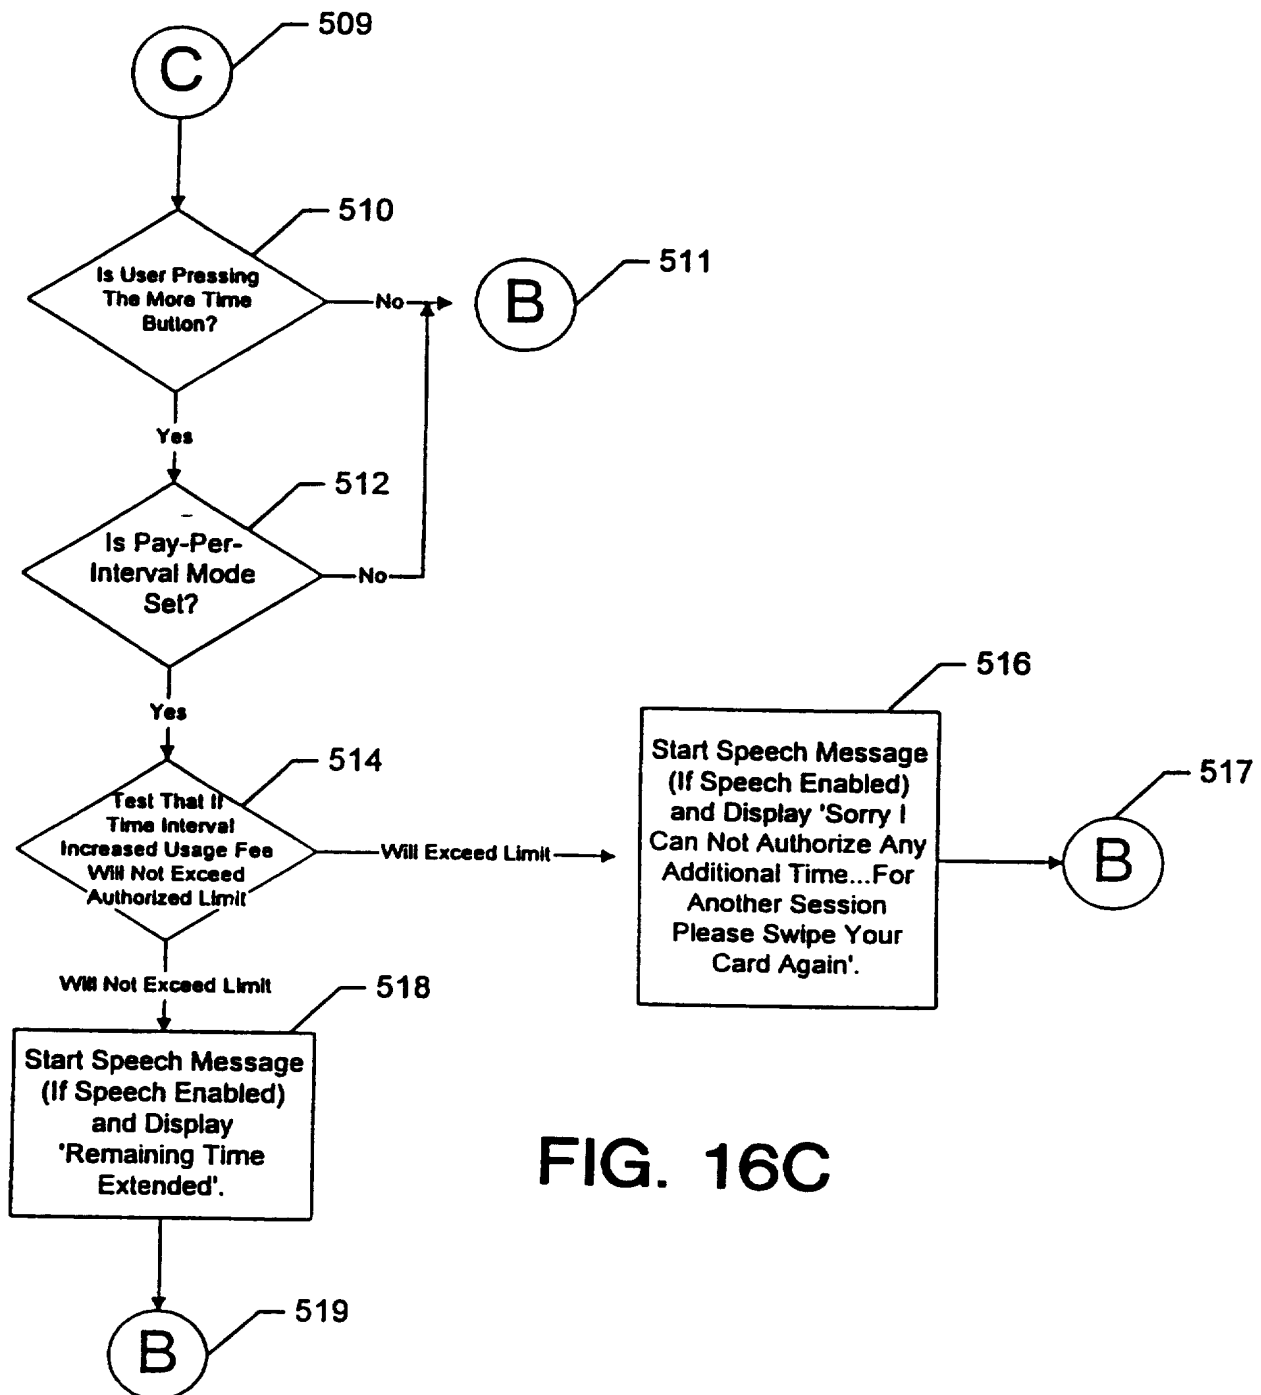 C
509
510
Is User Pressing
The More Time
Button?
No
B
511
Yes
512
Is Pay-Per-
Interval Mode
Set?
No
Yes
514
Test That If
Time Interval
Increased Usage Fee
Will Not Exceed
Authorized Limit
Will Exceed Limit
516
Start Speech Message
(If Speech Enabled)
and Display 'Sorry I
Can Not Authorize Any
Additional Time...For
Another Session
Please Swipe Your
Card Again'.
517
B
Will Not Exceed Limit
518
Start Speech Message
(If Speech Enabled)
and Display
'Remaining Time
Extended'.
FIG. 16C
519
B